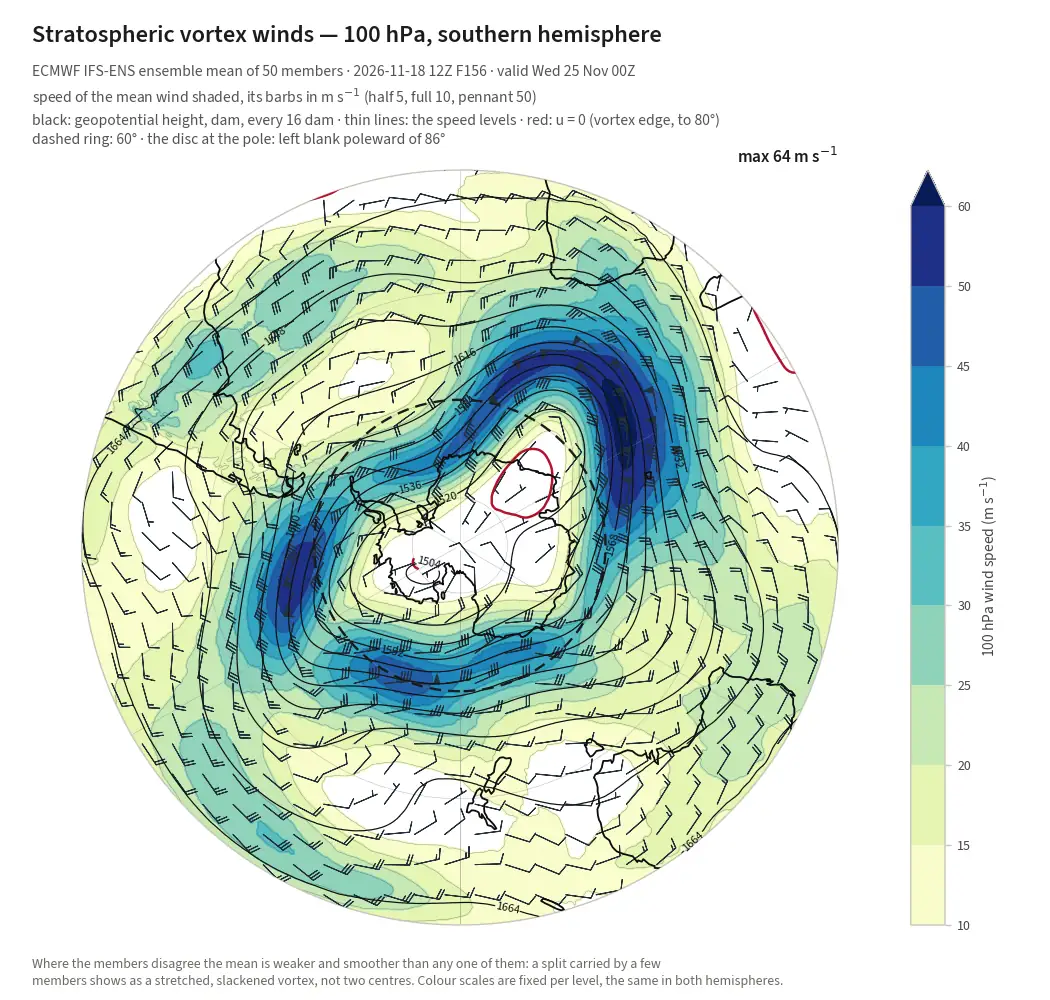 Stratospheric vortex winds — 100 hPa, southern hemisphere
ECMWF IFS-ENS ensemble mean of 50 members · 2026-11-18 12Z F156 · valid Wed 25 Nov 00Z
speed of the mean wind shaded, its barbs in m s⁻¹ (half 5, full 10, pennant 50)
black: geopotential height, dam, every 16 dam · thin lines: the speed levels · red: u = 0 (vortex edge, to 80°)
dashed ring: 60° · the disc at the pole: left blank poleward of 86°
max 64 m s⁻¹
60
50
45
40
35
30
25
20
15
10
100 hPa wind speed (m s⁻¹)
1616
1664
1536
1520
1504
1568
1664
1664
Where the members disagree the mean is weaker and smoother than any one of them: a split carried by a few
members shows as a stretched, slackened vortex, not two centres. Colour scales are fixed per level, the same in both hemispheres.